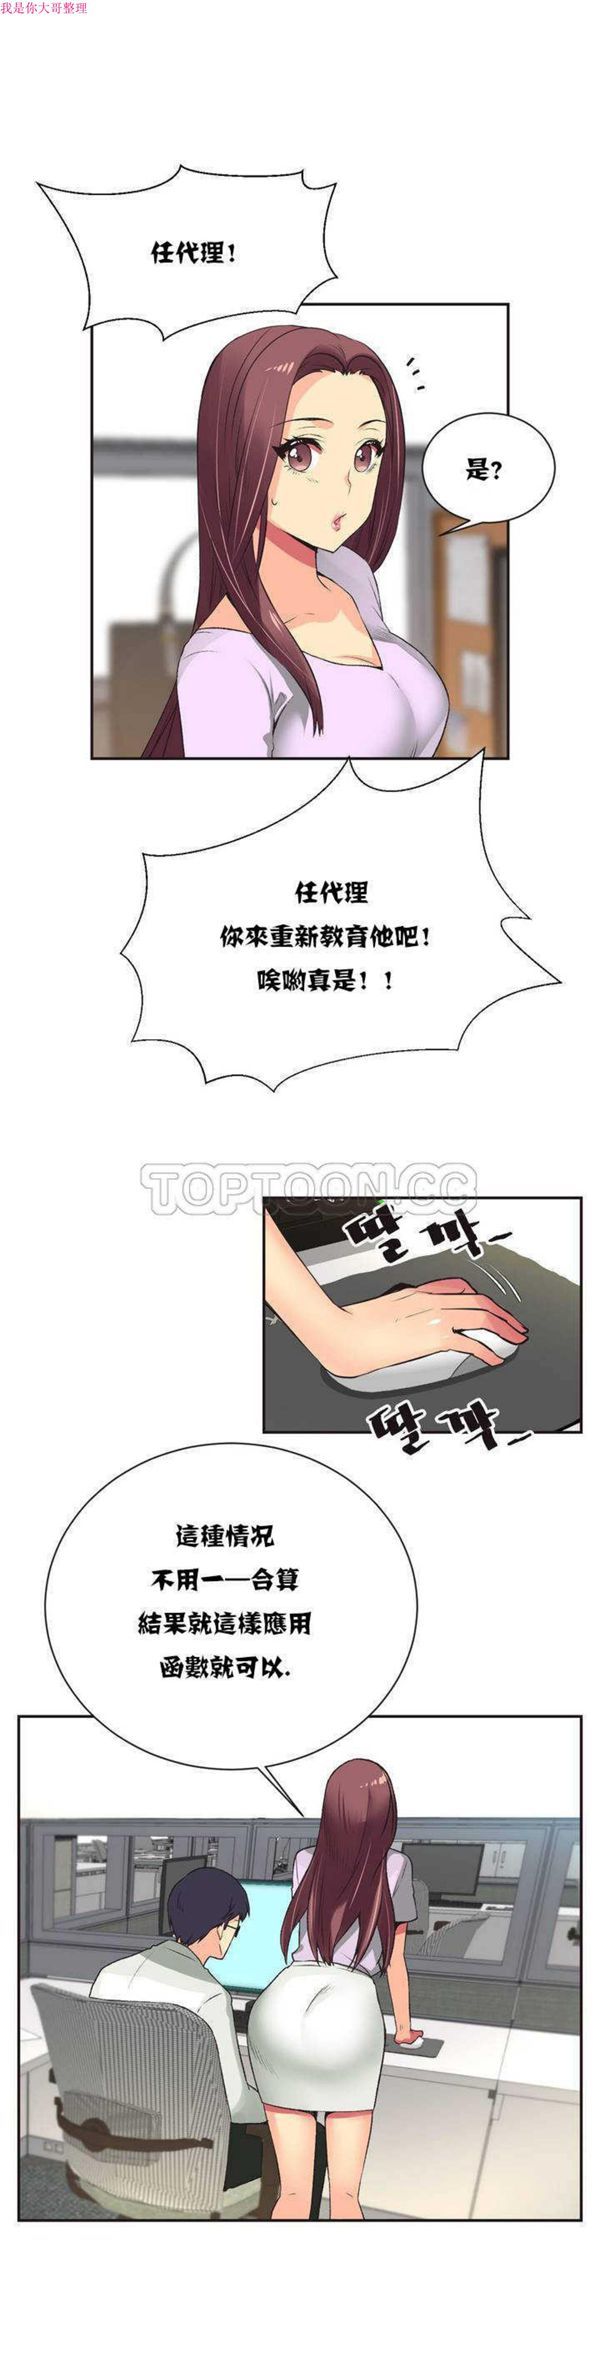 我是你大哥整理
任代理!
是?
任代理
你來重新教育他吧!
唉喲真是! !
TOPTOON.CC
딸 깍_
딸 깍_
這種情況
不用一一合算
結果就這樣應用
函數就可以.